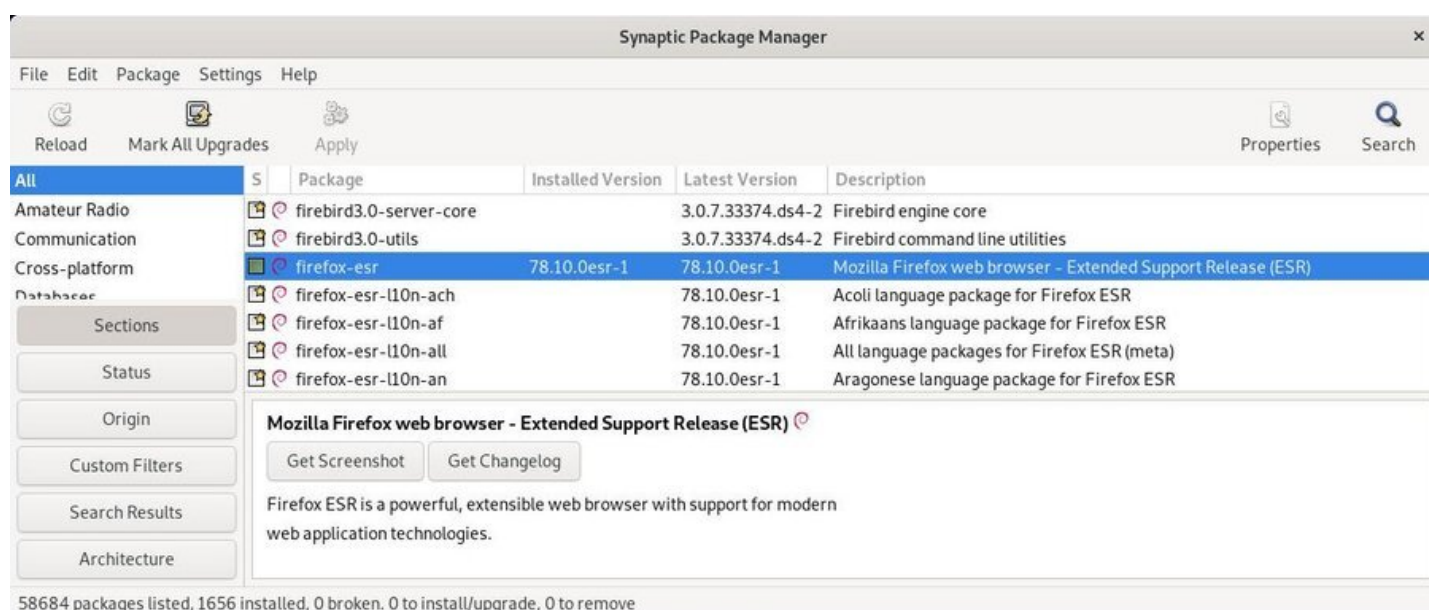 Synaptic Package Manager ×
File Edit Package Settings Help
Reload Mark All Upgrades Apply Properties Search
All
Amateur Radio
Communication
Cross-platform
Databases
Sections
Status
Origin
Custom Filters
Search Results
Architecture
S Package Installed Version Latest Version Description
firebird3.0-server-core 3.0.7.33374.ds4-2 Firebird engine core
firebird3.0-utils 3.0.7.33374.ds4-2 Firebird command line utilities
firefox-esr 78.10.0esr-1 78.10.0esr-1 Mozilla Firefox web browser - Extended Support Release (ESR)
firefox-esr-l10n-ach 78.10.0esr-1 Acoli language package for Firefox ESR
firefox-esr-l10n-af 78.10.0esr-1 Afrikaans language package for Firefox ESR
firefox-esr-l10n-all 78.10.0esr-1 All language packages for Firefox ESR (meta)
firefox-esr-l10n-an 78.10.0esr-1 Aragonese language package for Firefox ESR
Mozilla Firefox web browser - Extended Support Release (ESR)
Get Screenshot Get Changelog
Firefox ESR is a powerful, extensible web browser with support for modern
web application technologies.
58684 packages listed, 1656 installed, 0 broken. 0 to install/upgrade, 0 to remove